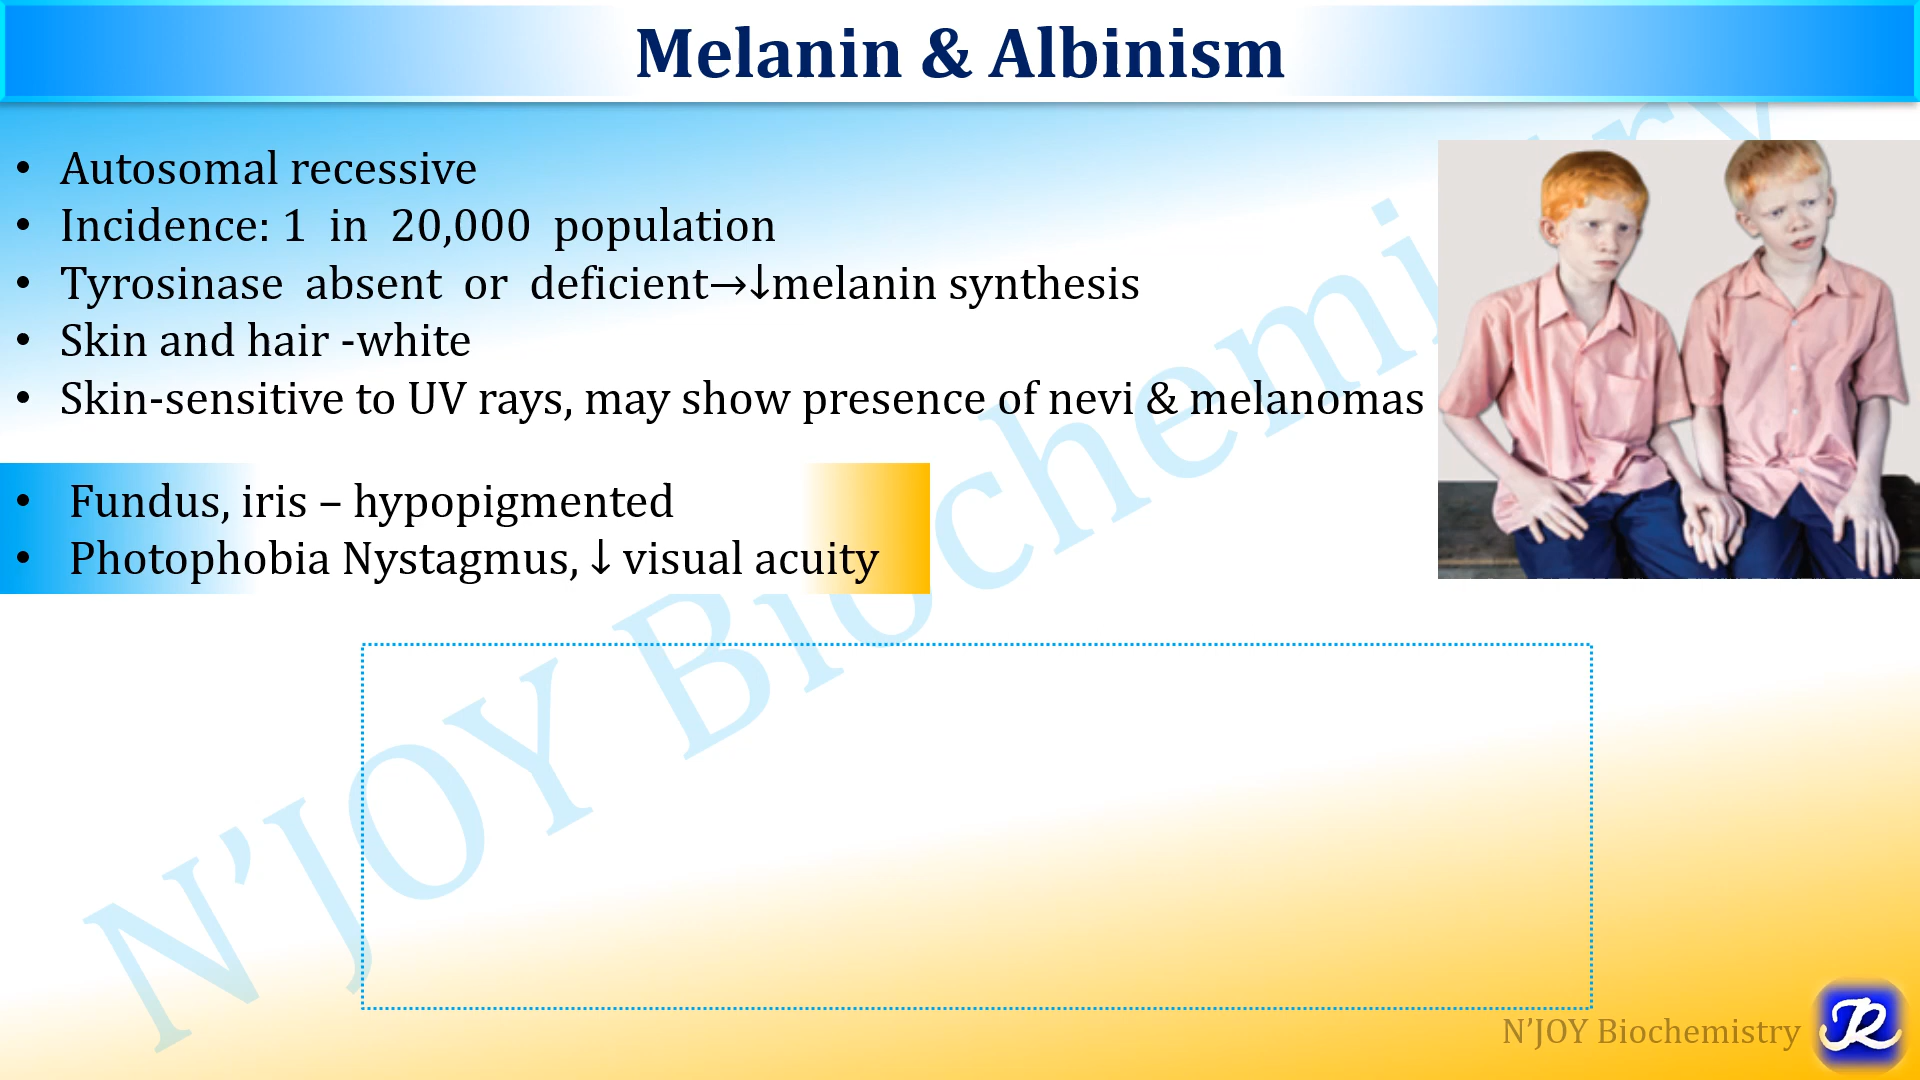 Melanin & Albinism
• Autosomal recessive
• Incidence: 1 in 20,000 population
• Tyrosinase absent or deficient→↓melanin synthesis
• Skin and hair -white
• Skin-sensitive to UV rays, may show presence of nevi & melanomas
• Fundus, iris – hypopigmented
• Photophobia Nystagmus, ↓ visual acuity
N’JOY Biochemistry
N’JOY Biochemistry
JR